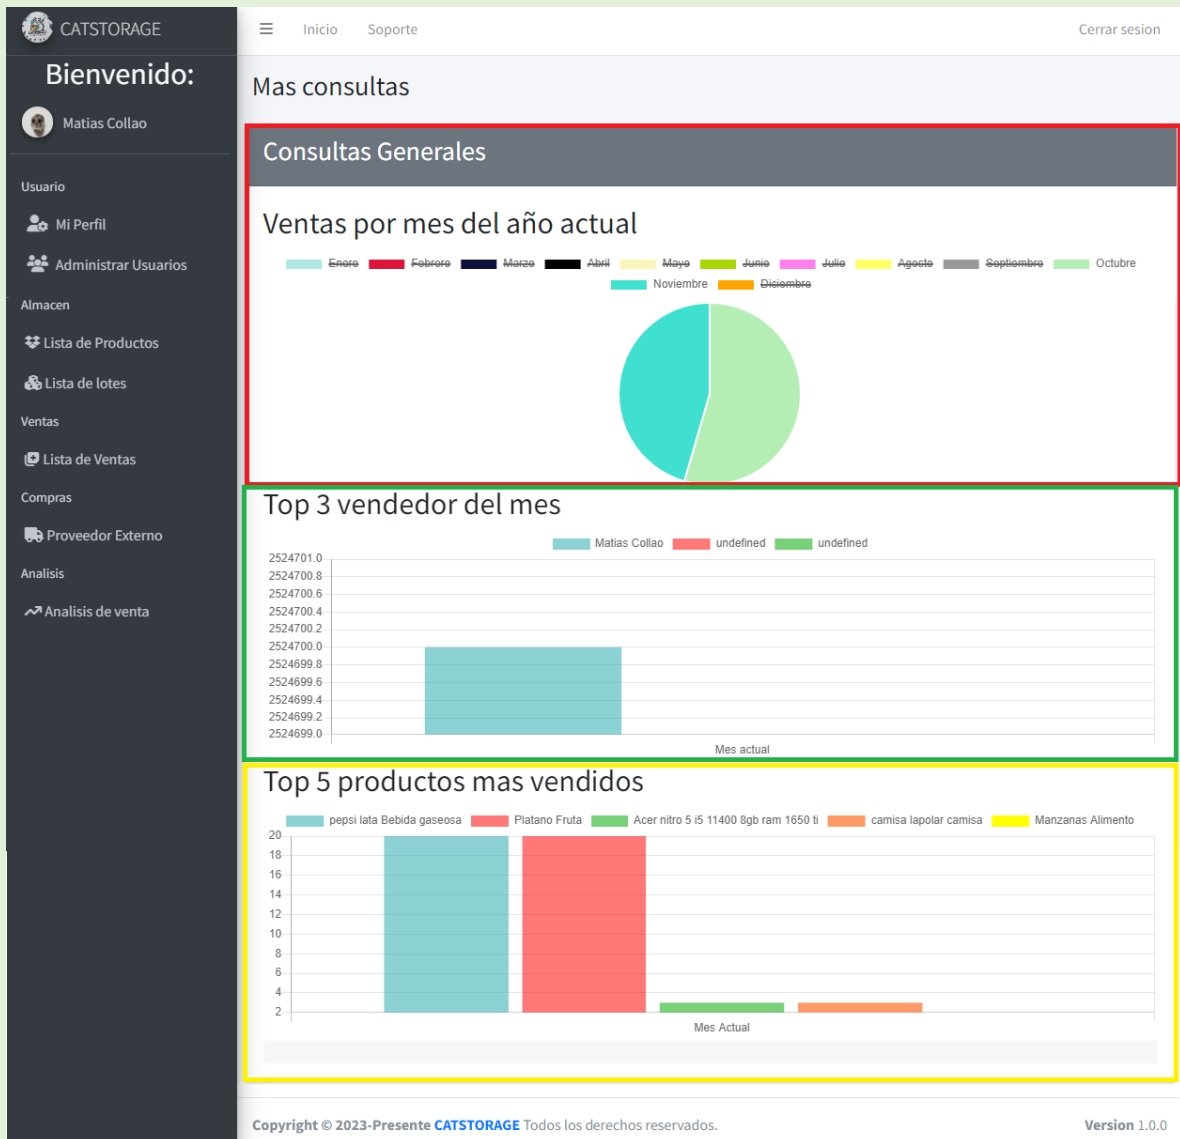 CATSTORAGE
Inicio Soporte Cerrar sesion
Bienvenido:
Matias Collao
Usuario
Mi Perfil
Administrar Usuarios
Almacen
Lista de Productos
Lista de lotes
Ventas
Lista de Ventas
Compras
Proveedor Externo
Analisis
Analisis de venta
Mas consultas
Consultas Generales
Ventas por mes del año actual
Enero Febrero Marzo Abril Mayo Junio Julio Agosto Septiembre Octubre
Noviembre Diciembre
Top 3 vendedor del mes
Matias Collao undefined undefined
2524701.0
2524700.8
2524700.6
2524700.4
2524700.2
2524700.0
2524699.8
2524699.6
2524699.4
2524699.2
2524699.0
Mes actual
Top 5 productos mas vendidos
pepsi lata Bebida gaseosa Platano Fruta Acer nitro 5 i5 11400 8gb ram 1650 ti camisa lapolar camisa Manzanas Alimento
20
18
16
14
12
10
8
6
4
2
Mes Actual
Copyright © 2023-Presente CATSTORAGE Todos los derechos reservados. Version 1.0.0